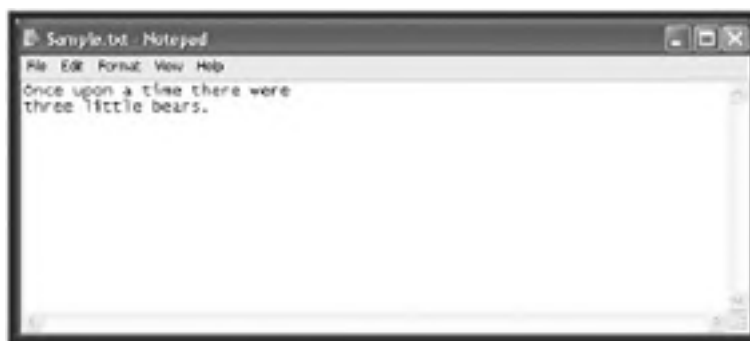 Sample.txt - Notepad
File Edit Format View Help
Once upon a time there were
three little bears.